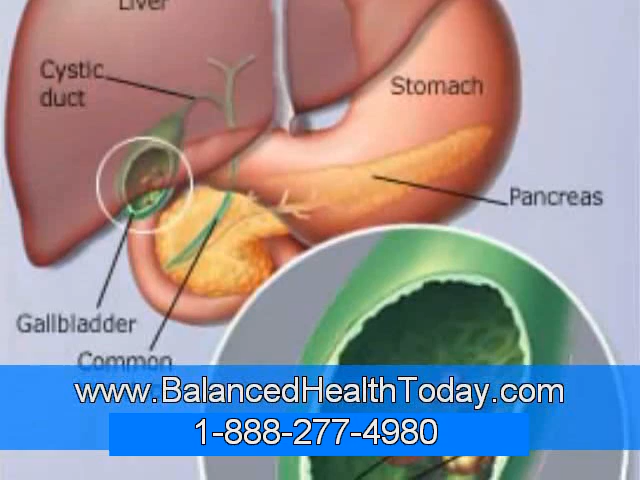 Liver
Cystic
duct
Stomach
Pancreas
Gallbladder
Common
www.BalancedHealthToday.com
1-888-277-4980